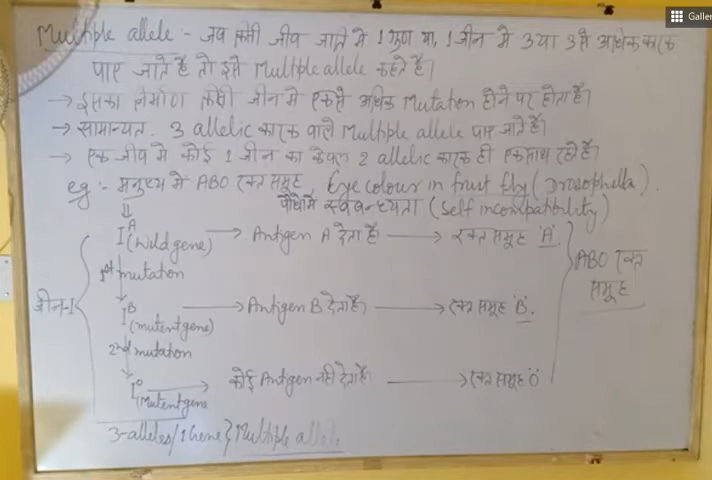 Galler
Multiple allele :- जब किसी जीव जाति में 1 गुण या, 1 जीन में 3 या 3 से अधिक कारक
पाए जाते हैं तो इसे Multiple allele कहते हैं।
→ इसका निर्माण किसी जीन में एक से अधिक Mutation होने पर होता है।
→ सामान्यत. 3 allelic कारक वाले Multiple allele पाए जाते हैं।
→ एक जीव में कोई 1 जीन का केवल 2 allelic कारक ही एकसाथ रहते हैं।
eg :- मनुष्य में ABO रक्त समूह, Eye colour in fruit fly (Drosophella).
पौधो में स्वबन्ध्यता (self incompatibility)
I^A (Wild gene) → Antigen A देता है → रक्त समूह 'A'.
1st mutation
जीन-I
ABO रक्त समूह
I^B (mutent gene) → Antigen B देता है। → रक्त समूह 'B'.
2nd mutation
I^o (Mutent gene → कोई Antigen नहीं देता है। → रक्त समूह 'O'
3-alleles/1 Gene } Multiple allele